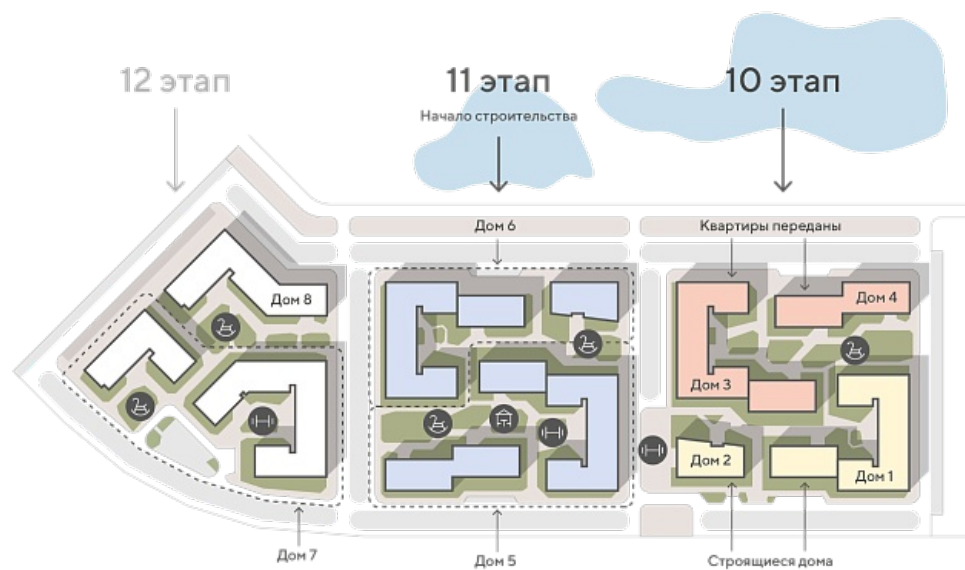 12 этап
11 этап
Начало строительства
10 этап
Дом 6
Квартиры переданы
Дом 8
Дом 4
Дом 3
Дом 2
Дом 1
Дом 7
Дом 5
Строящиеся дома